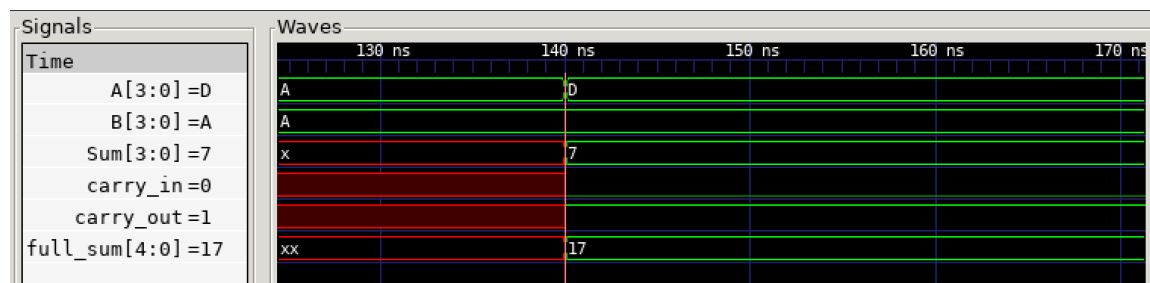 Signals Waves
Time 130 ns 140 ns 150 ns 160 ns 170 ns
A[3:0] =D A D
B[3:0] =A A
Sum[3:0] =7 x 7
carry_in =0
carry_out =1
full_sum[4:0] =17 xx 17